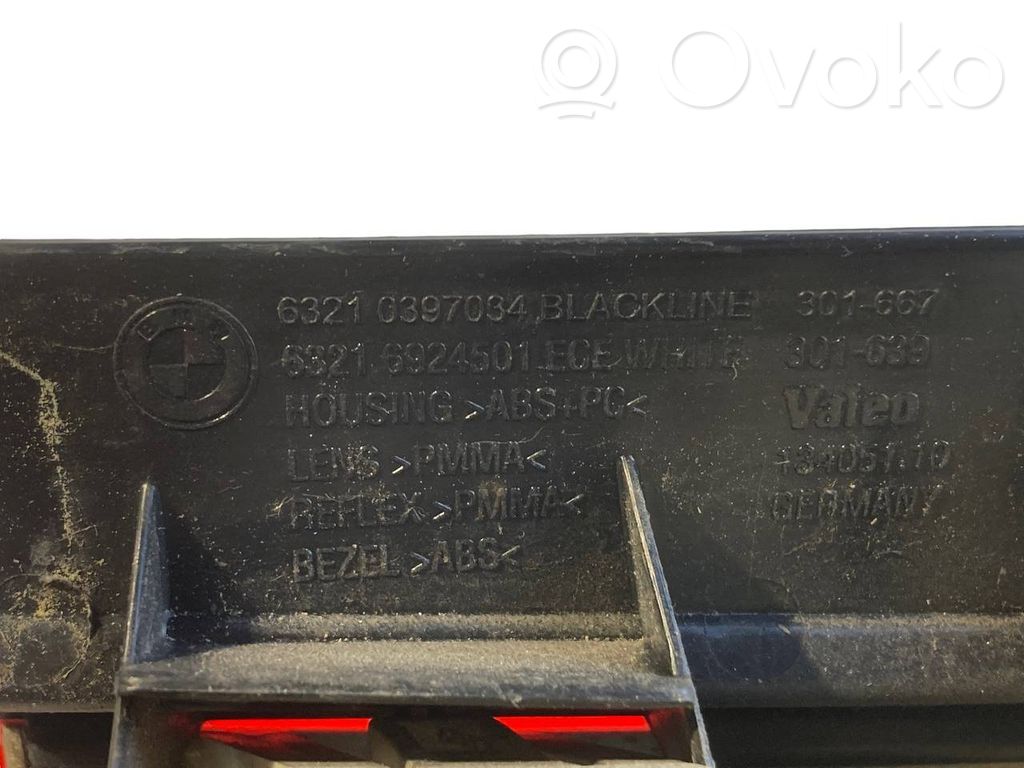 Ovoko
BMW
6321 0397034 BLACKLINE 301-667
6321 6924501 ECE WHITE 301-639
HOUSING >ABS+PC< Valeo
LENS >PMMA<
REFLEX >PMMA< GERMANY
BEZEL >ABS<